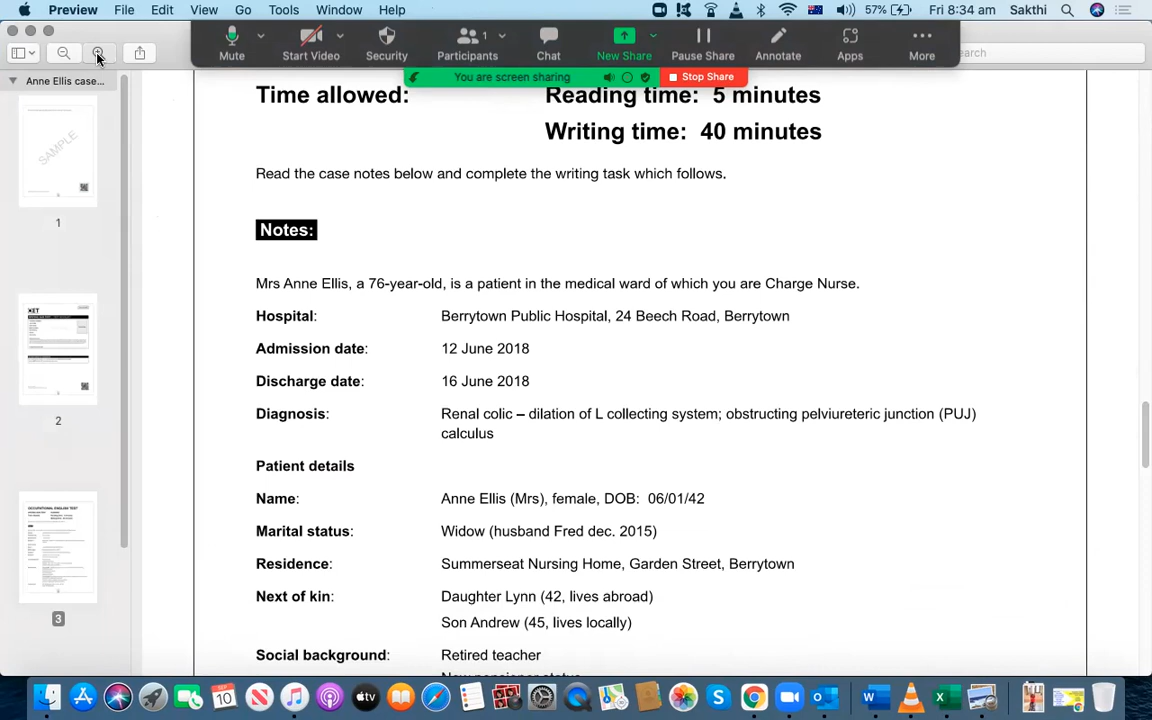 Preview File Edit View Go Tools Window Help 57% Fri 8:34 am Sakthi
Mute Start Video Security 1 Participants Chat New Share Pause Share Annotate Apps More
earch
You are screen sharing Stop Share
Anne Ellis case...
SAMPLE
1
2
3
Time allowed: Reading time: 5 minutes
Writing time: 40 minutes
Read the case notes below and complete the writing task which follows.
Notes:
Mrs Anne Ellis, a 76-year-old, is a patient in the medical ward of which you are Charge Nurse.
Hospital: Berrytown Public Hospital, 24 Beech Road, Berrytown
Admission date: 12 June 2018
Discharge date: 16 June 2018
Diagnosis: Renal colic – dilation of L collecting system; obstructing pelviureteric junction (PUJ)
calculus
Patient details
Name: Anne Ellis (Mrs), female, DOB: 06/01/42
Marital status: Widow (husband Fred dec. 2015)
Residence: Summerseat Nursing Home, Garden Street, Berrytown
Next of kin: Daughter Lynn (42, lives abroad)
Son Andrew (45, lives locally)
Social background: Retired teacher
SEP
10
tv